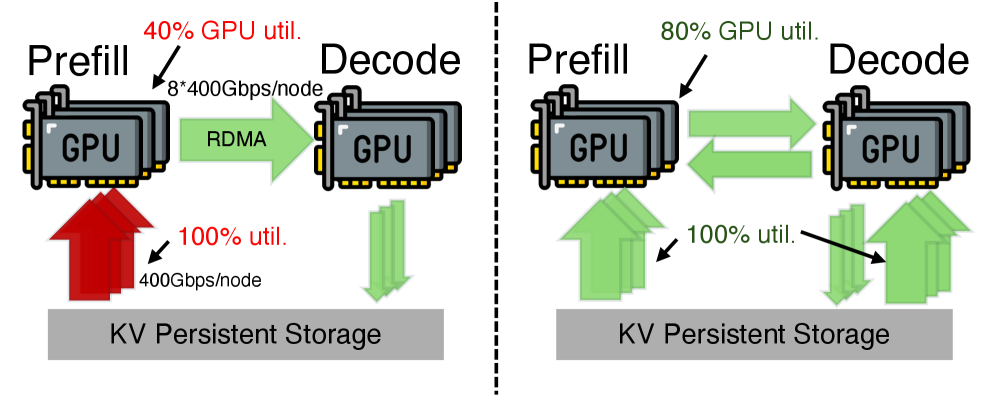 40% GPU util.
Prefill
Decode
8*400Gbps/node
GPU
RDMA
GPU
100% util.
400Gbps/node
KV Persistent Storage
80% GPU util.
Prefill
Decode
GPU
GPU
100% util.
KV Persistent Storage